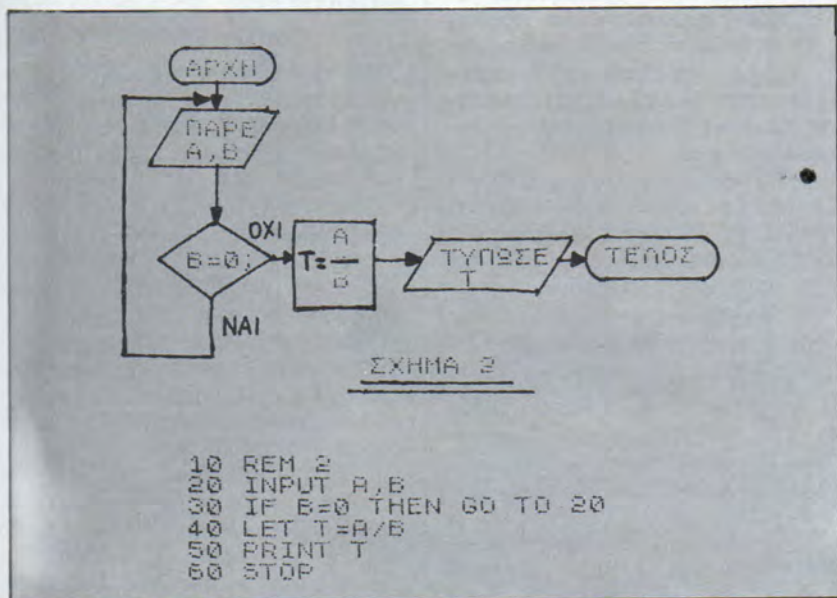 ΑΡΧΗ
ΠΑΡΕ
Α,Β
Β=0;
ΟΧΙ
ΝΑΙ
Τ=
Α
Β
ΤΥΠΩΣΕ
Τ
ΤΕΛΟΣ
ΣΧΗΜΑ 2
10 REM 2
20 INPUT A,B
30 IF B=0 THEN GO TO 20
40 LET T=A/B
50 PRINT T
60 STOP